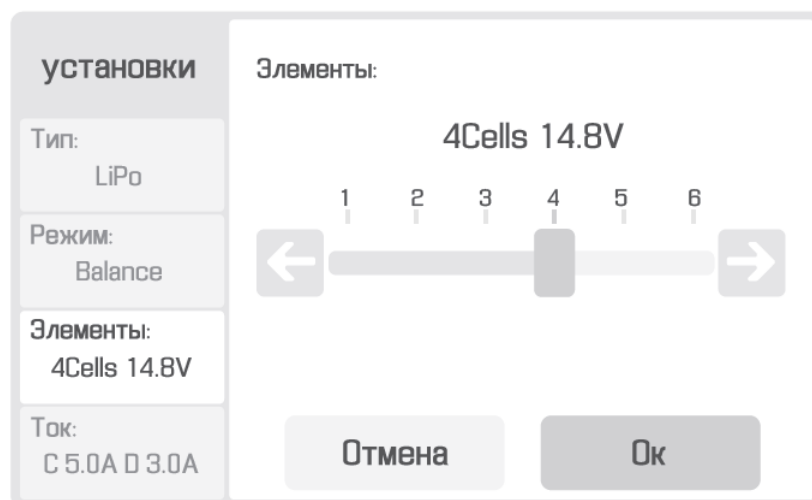 установки
Тип:
LiPo
Режим:
Balance
Элементы:
4Cells 14.8V
Ток:
C 5.0A D 3.0A
Элементы:
4Cells 14.8V
1 2 3 4 5 6
Отмена Ок